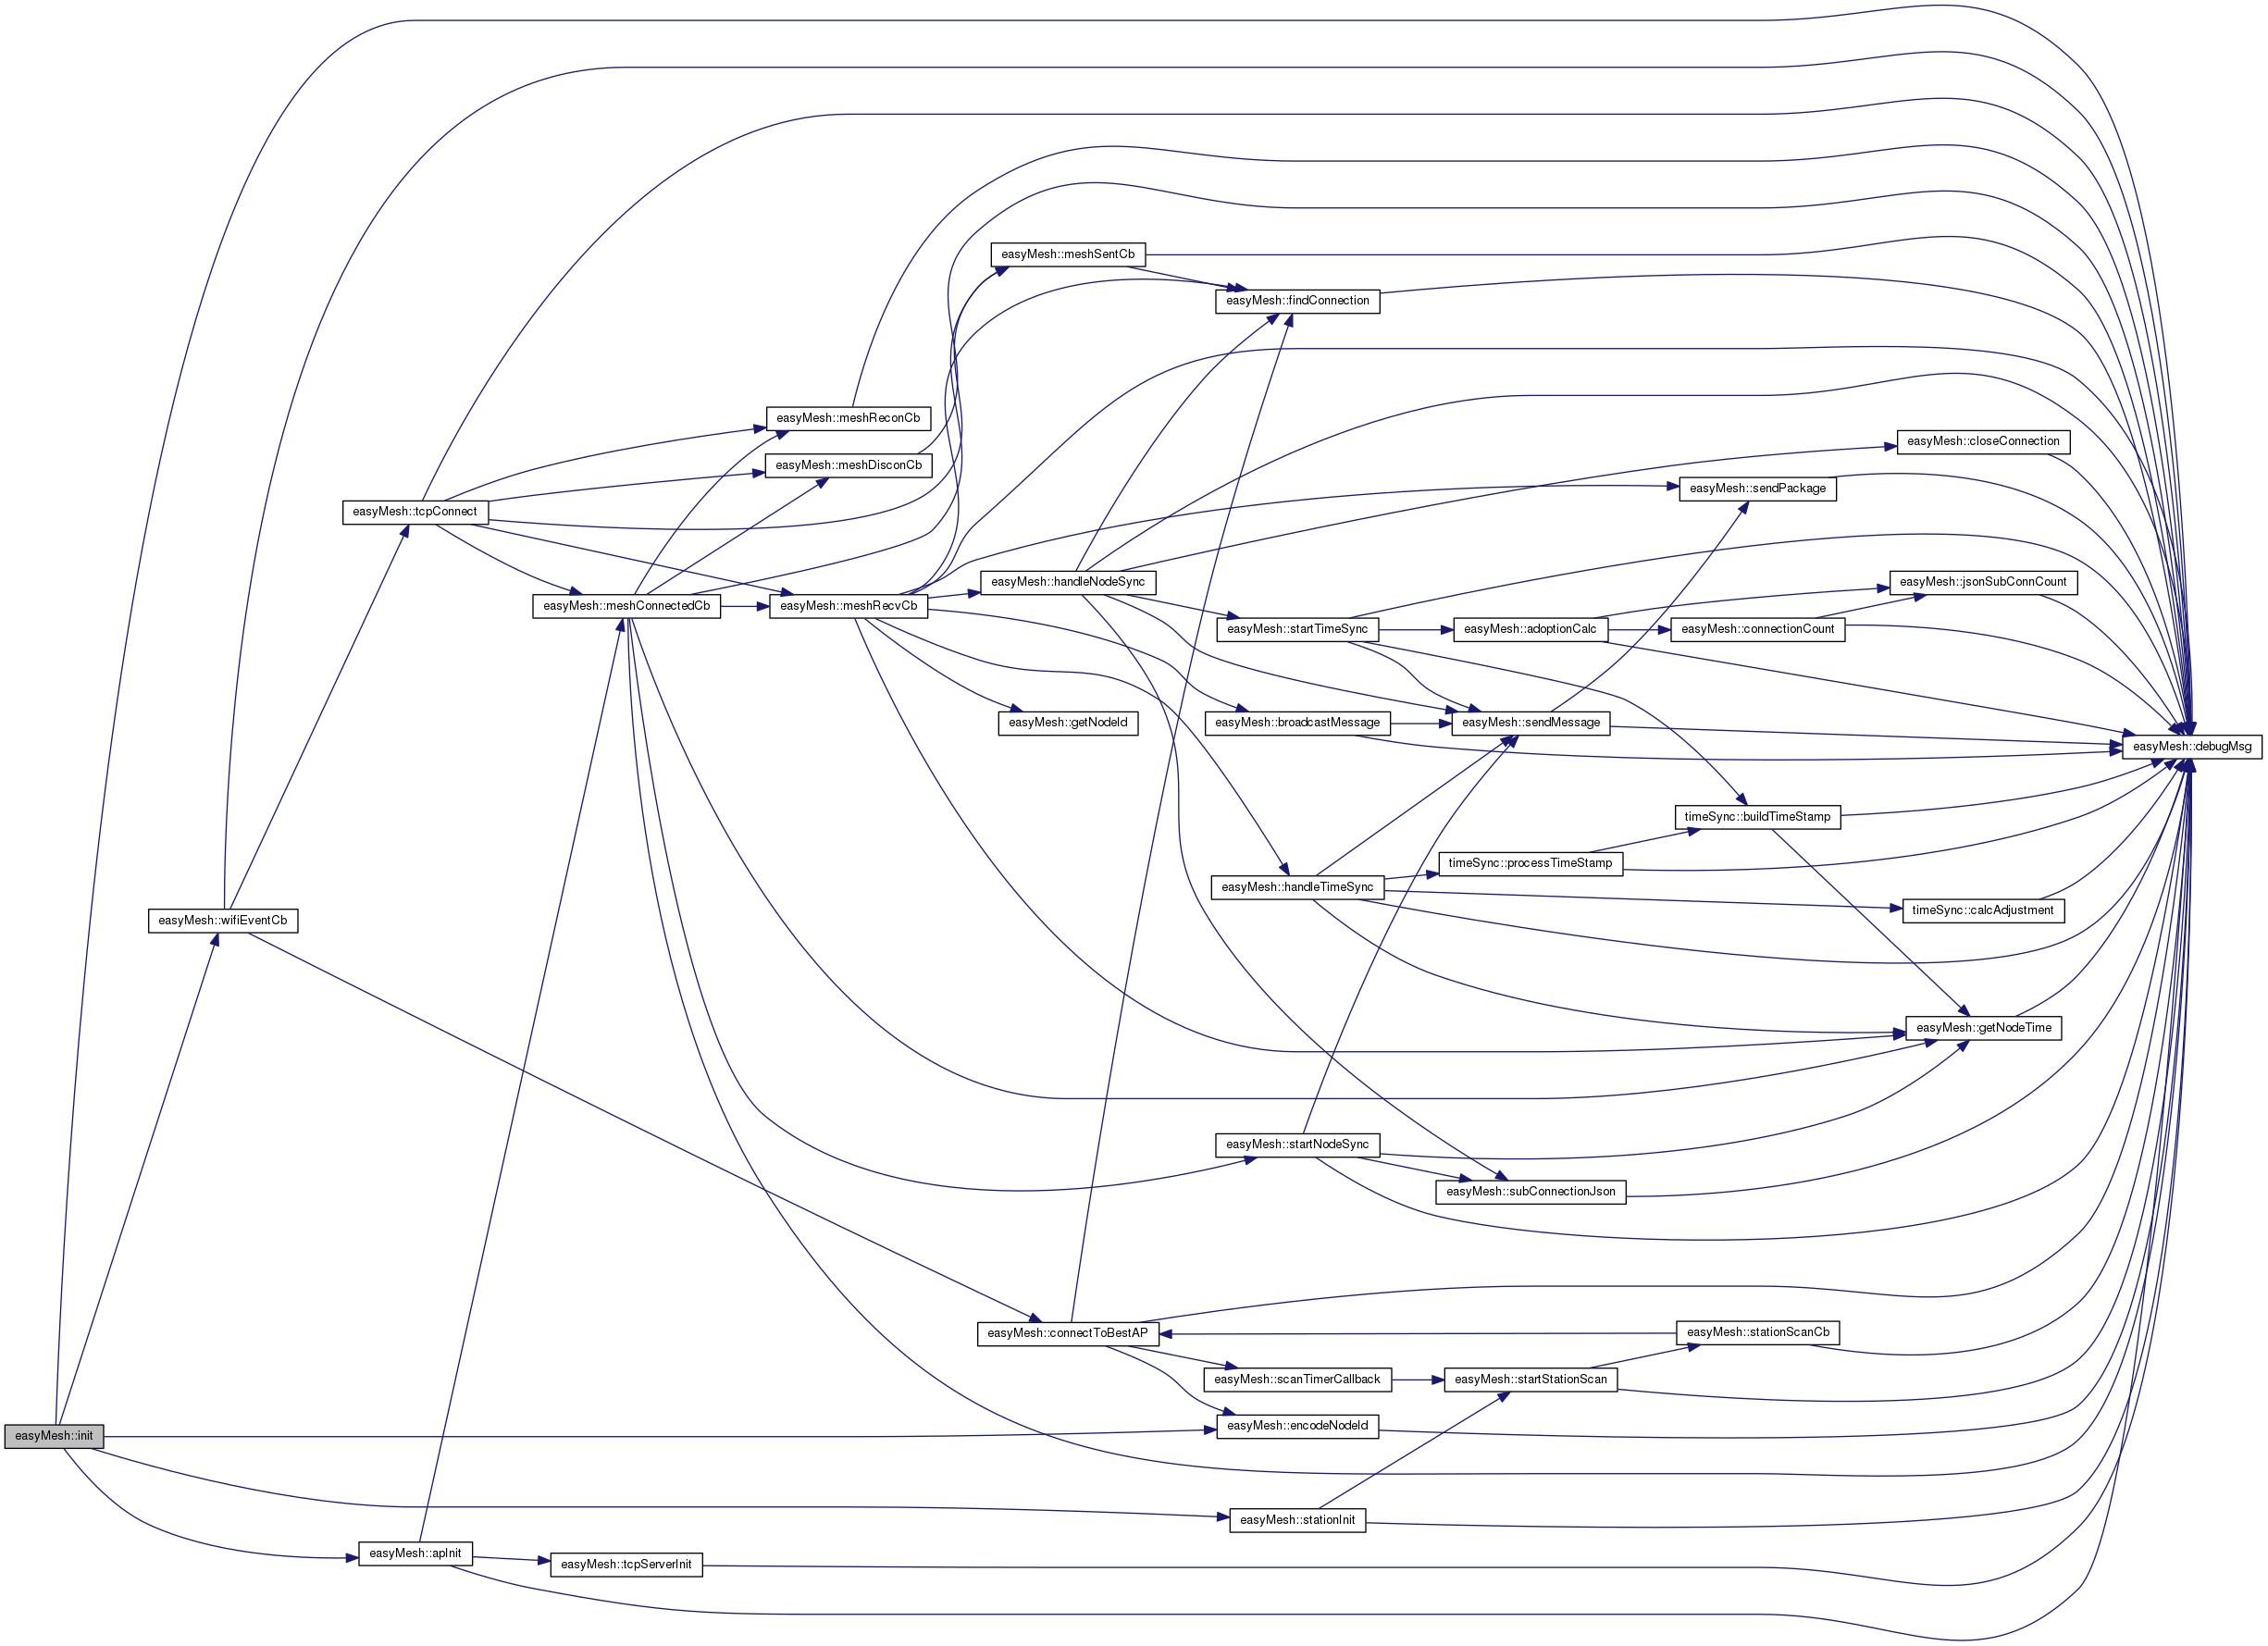 easyMesh::meshSentCb
easyMesh::findConnection
easyMesh::meshReconCb
easyMesh::closeConnection
easyMesh::meshDisconCb
easyMesh::sendPackage
easyMesh::tcpConnect
easyMesh::handleNodeSync
easyMesh::jsonSubConnCount
easyMesh::meshConnectedCb
easyMesh::meshRecvCb
easyMesh::startTimeSync
easyMesh::adoptionCalc
easyMesh::connectionCount
easyMesh::getNodeId
easyMesh::broadcastMessage
easyMesh::sendMessage
easyMesh::debugMsg
timeSync::buildTimeStamp
timeSync::processTimeStamp
easyMesh::handleTimeSync
timeSync::calcAdjustment
easyMesh::wifiEventCb
easyMesh::getNodeTime
easyMesh::startNodeSync
easyMesh::subConnectionJson
easyMesh::connectToBestAP
easyMesh::stationScanCb
easyMesh::scanTimerCallback
easyMesh::startStationScan
easyMesh::encodeNodeId
easyMesh::init
easyMesh::stationInit
easyMesh::apInit
easyMesh::tcpServerInit